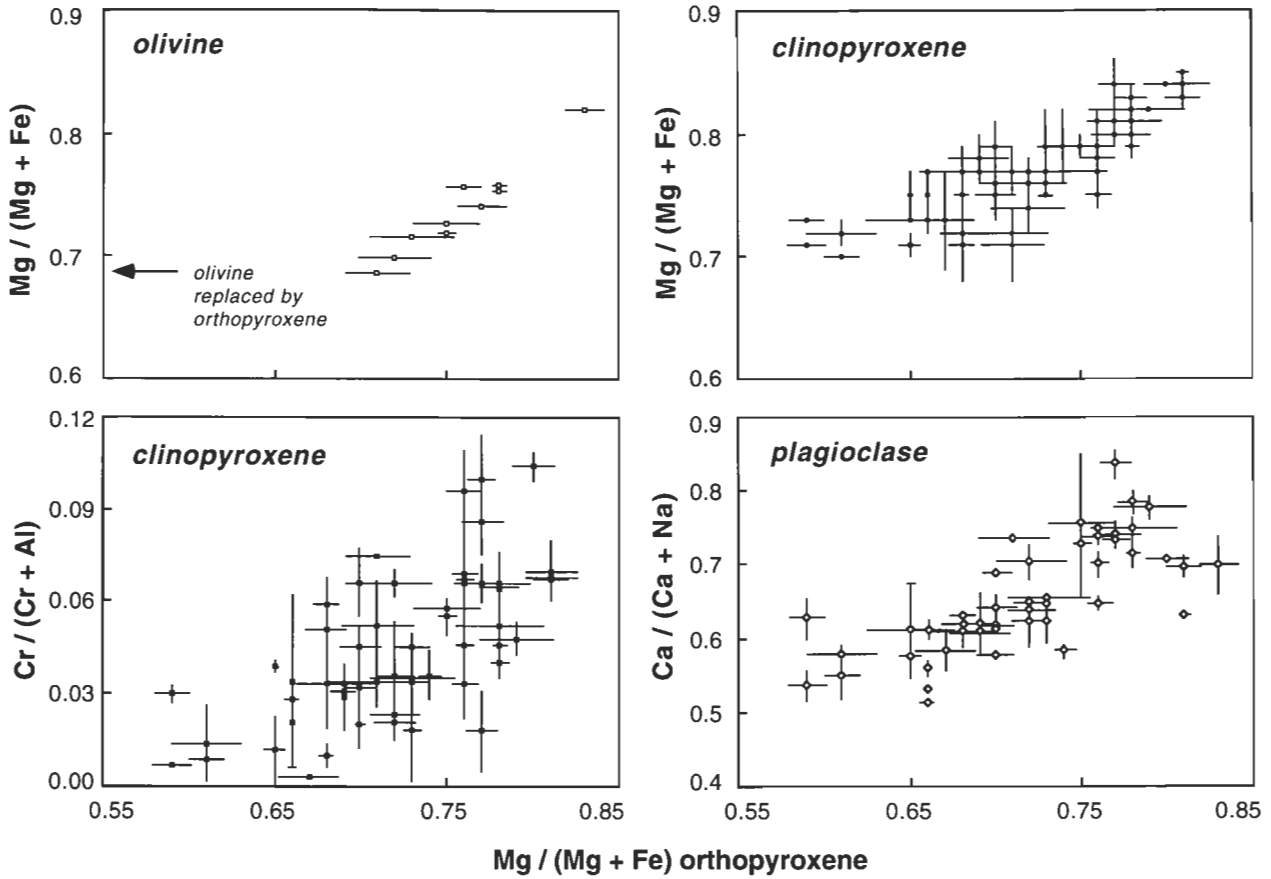 olivine
0.9
0.8
0.7
0.6
Mg / (Mg + Fe)
olivine
replaced by
orthopyroxene
clinopyroxene
0.9
0.8
0.7
0.6
Mg / (Mg + Fe)
clinopyroxene
0.12
0.09
0.06
0.03
0.00
Cr / (Cr + Al)
0.55
0.65
0.75
0.85
plagioclase
0.9
0.8
0.7
0.6
0.5
0.4
Ca / (Ca + Na)
0.55
0.65
0.75
0.85
Mg / (Mg + Fe) orthopyroxene